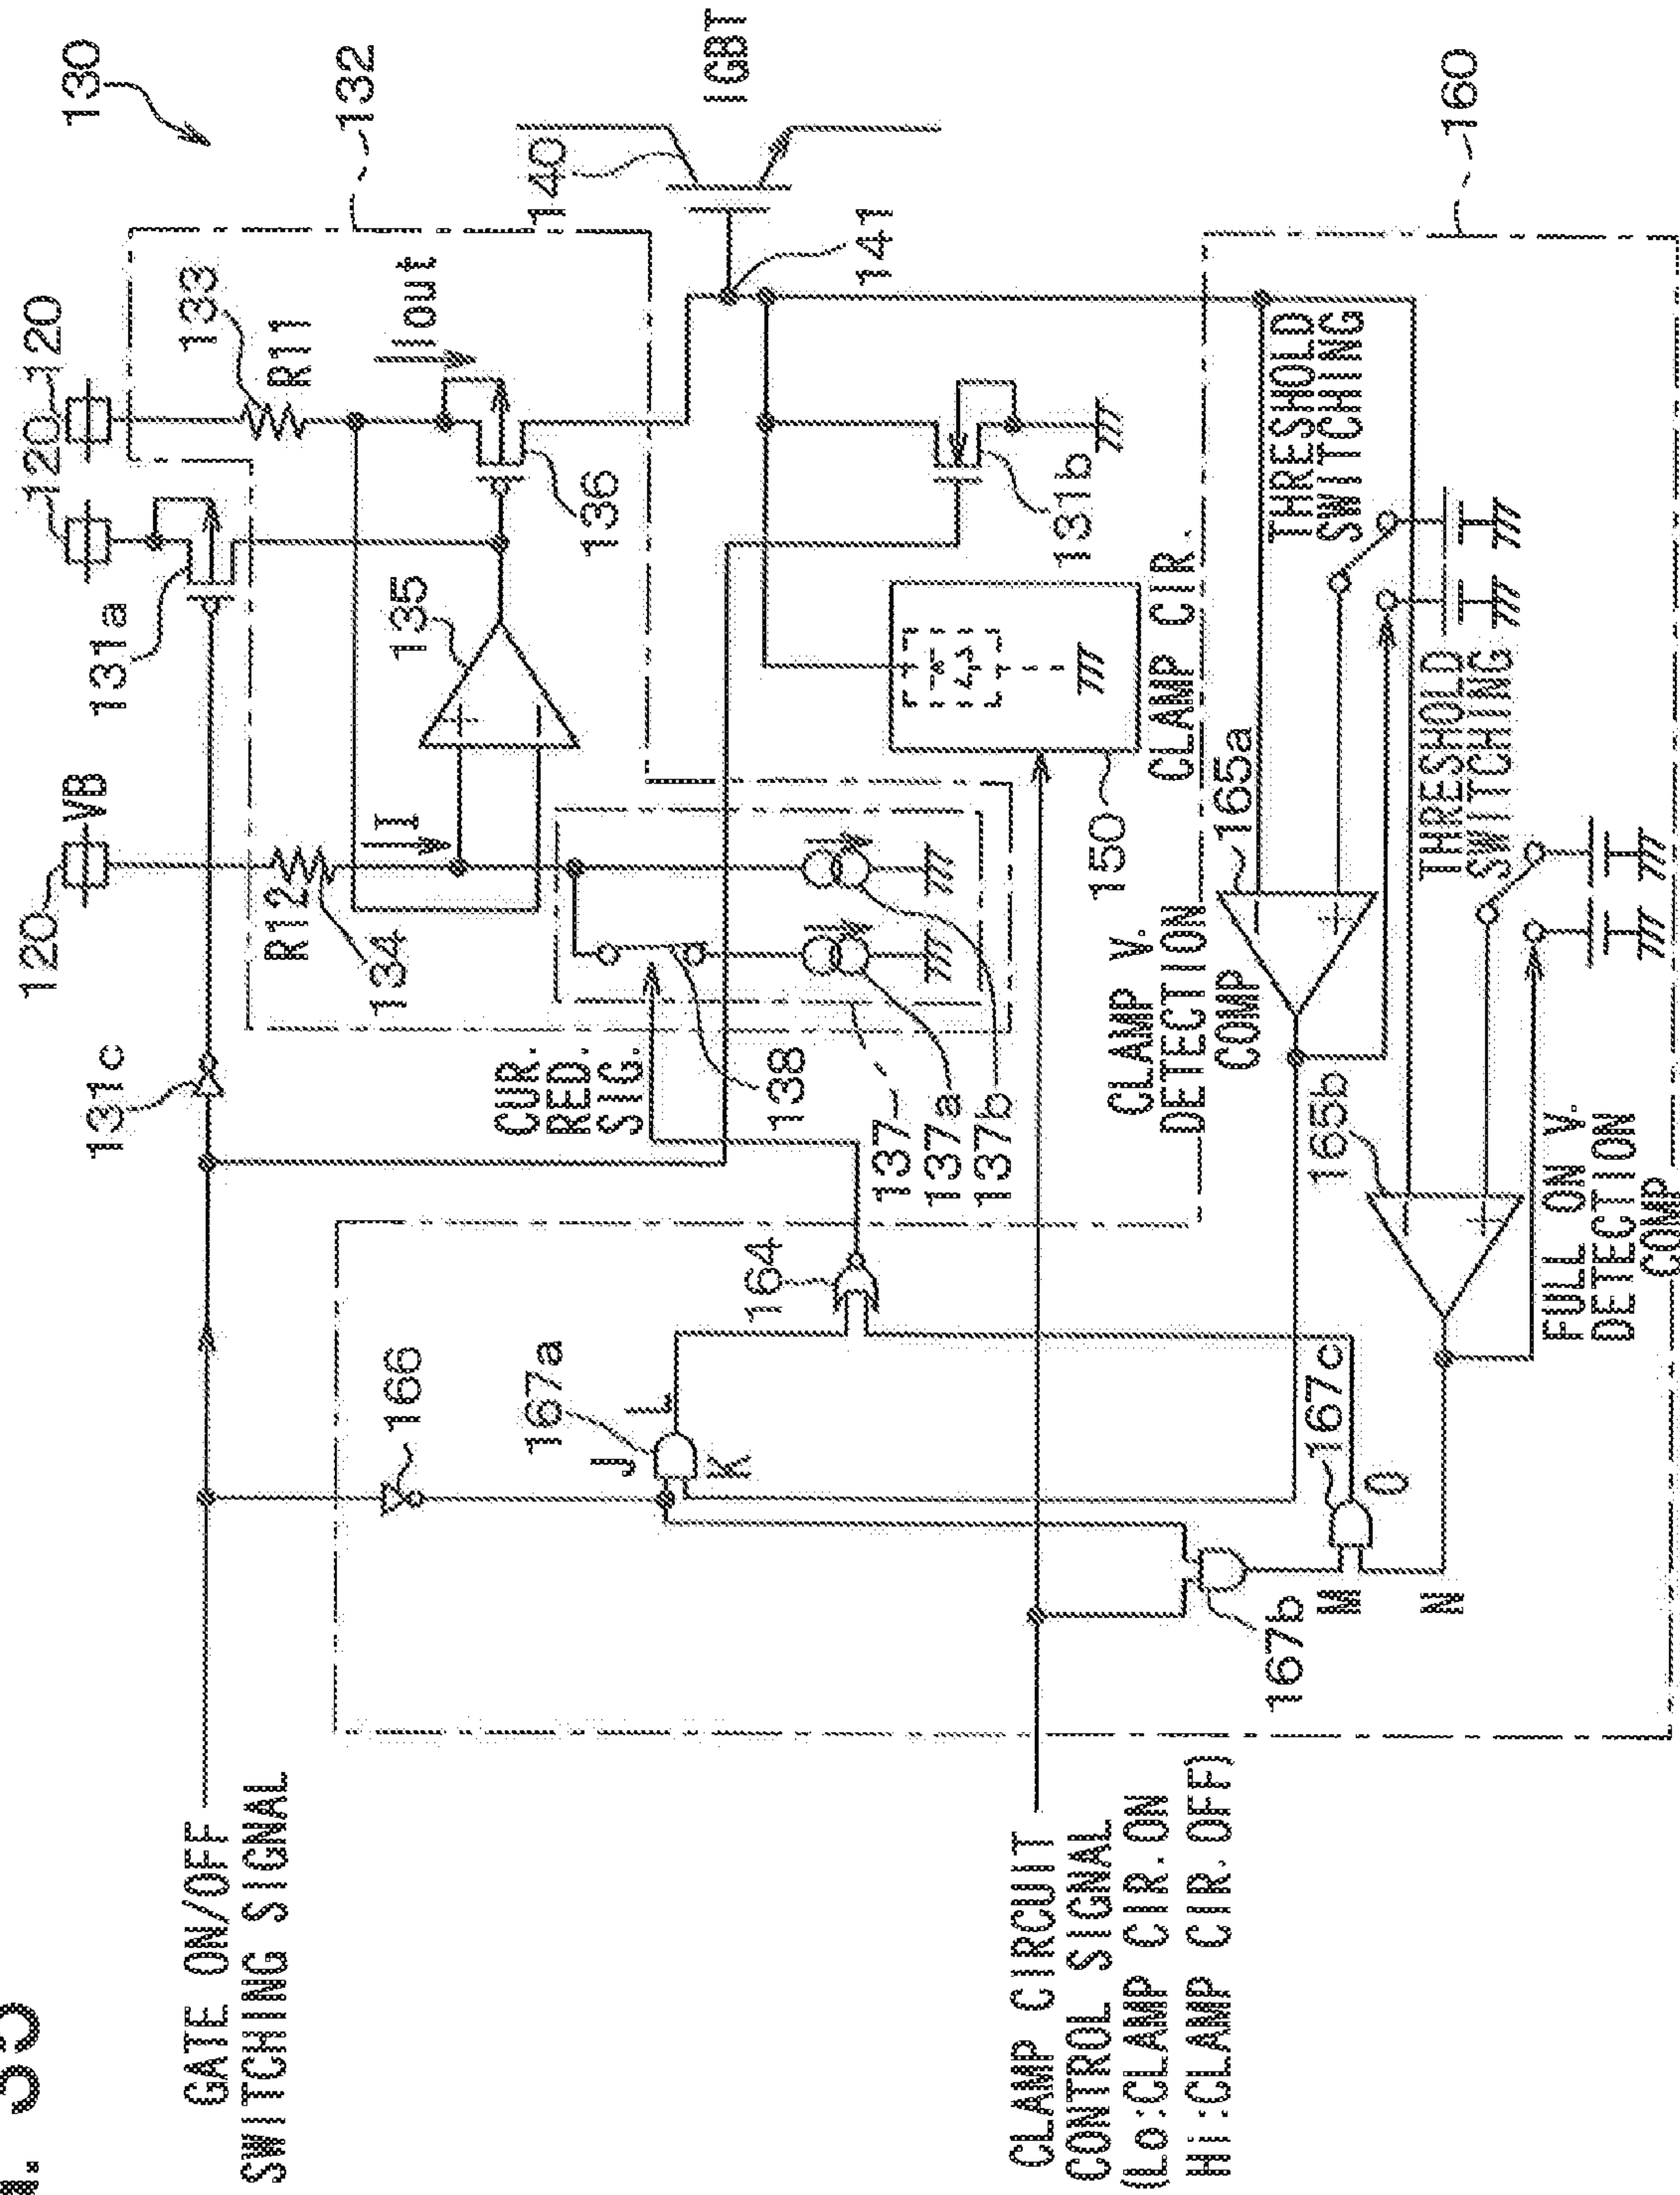 130
120
VB
120
120
131c
131a
133
R11
132
R12
134
II
135
Iout
136
140
IGBT
141
GATE ON/OFF
SWITCHING SIGNAL
166
CUR.
RED.
SIG.
138
137
137a
137b
131b
150
CLAMP CIR.
164
167a
J
K
L
CLAMP CIRCUIT
CONTROL SIGNAL
(Lo:CLAMP CIR.ON
Hi:CLAMP CIR.OFF)
167b
CLAMP V.
DETECTION
COMP
165a
THRESHOLD
SWITCHING
160
M
N
O
167c
165b
THRESHOLD
SWITCHING
FULL ON V.
DETECTION
COMP